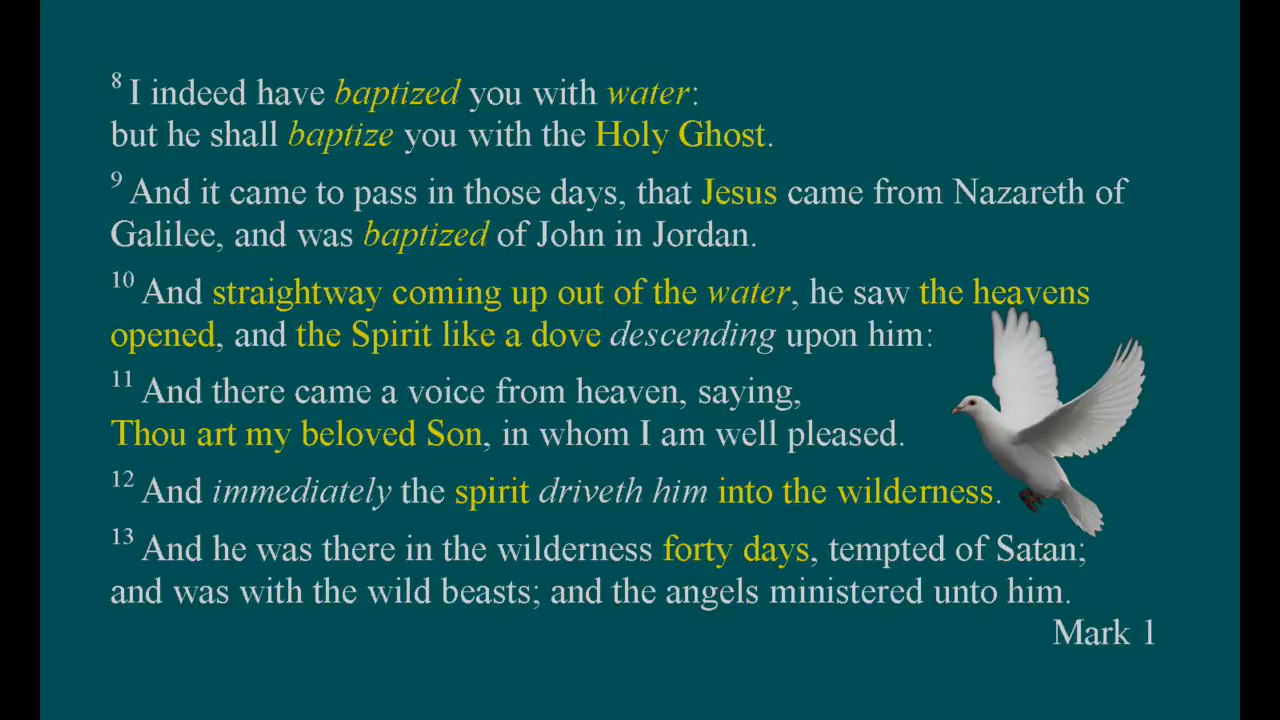 8 I indeed have baptized you with water:
but he shall baptize you with the Holy Ghost.
9 And it came to pass in those days, that Jesus came from Nazareth of
Galilee, and was baptized of John in Jordan.
10 And straightway coming up out of the water, he saw the heavens
opened, and the Spirit like a dove descending upon him:
11 And there came a voice from heaven, saying,
Thou art my beloved Son, in whom I am well pleased.
12 And immediately the spirit driveth him into the wilderness.
13 And he was there in the wilderness forty days, tempted of Satan;
and was with the wild beasts; and the angels ministered unto him.
Mark 1